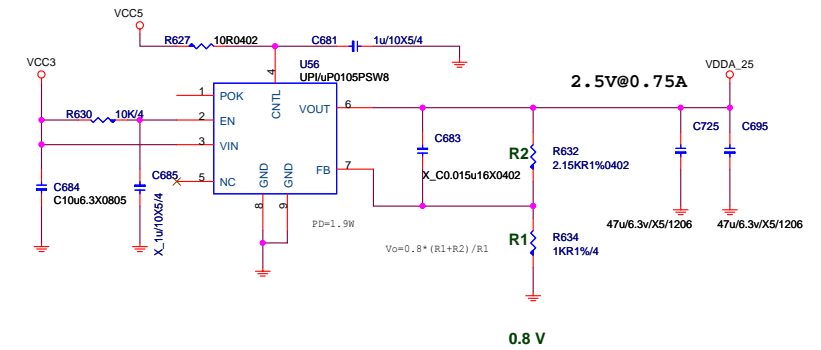 VCC5
R627
10R0402
C681
1u/10X5/4
VCC3
U56
UPI/uP0105PSW8
2.5V@0.75A
VDDA_25
4
1
POK
CNTL
VOUT
6
R630
10K/4
2
EN
3
VIN
C683
X_C0.015u16X0402
R2
R632
2.15KR1%0402
C725
C695
C684
C10u6.3X0805
C685
X_1u/10X5/4
5
NC
GND
GND
FB
7
8
9
PD=1.9W
Vo=0.8*(R1+R2)/R1
R1
R634
1KR1%/4
47u/6.3v/X5/1206
47u/6.3v/X5/1206
0.8 V